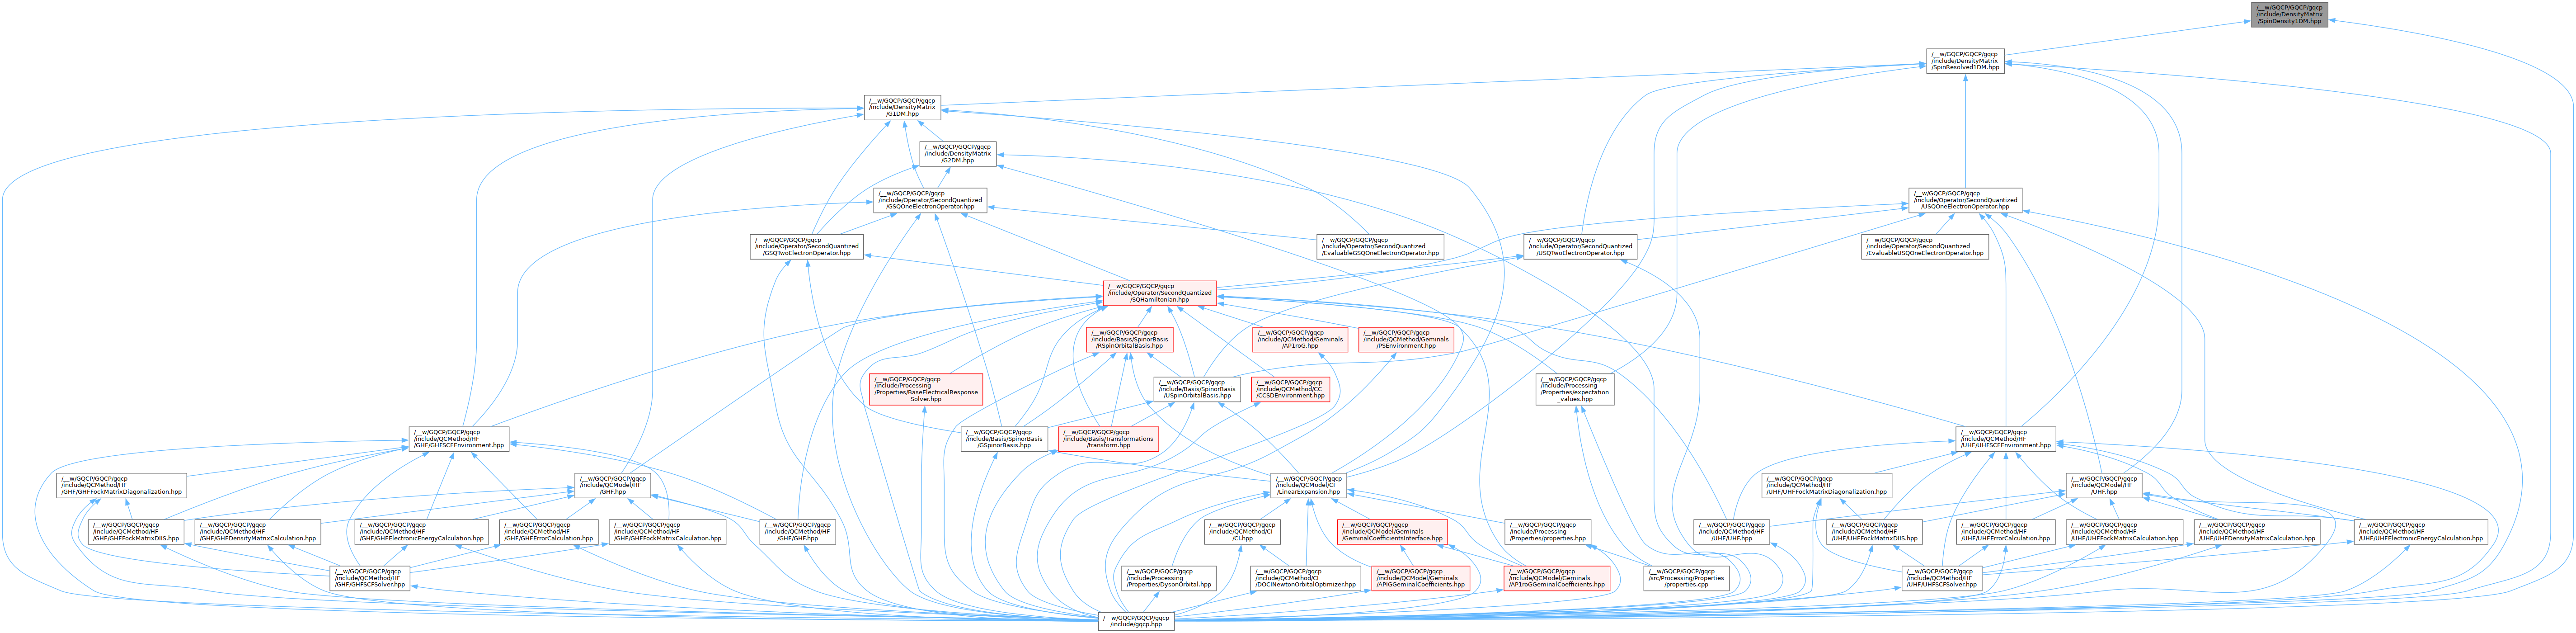 /__w/GQCP/GQCP/gqcp
/include/DensityMatrix
/SpinDensity1DM.hpp
/__w/GQCP/GQCP/gqcp
/include/DensityMatrix
/SpinResolved1DM.hpp
/__w/GQCP/GQCP/gqcp
/include/DensityMatrix
/G1DM.hpp
/__w/GQCP/GQCP/gqcp
/include/DensityMatrix
/G2DM.hpp
/__w/GQCP/GQCP/gqcp
/include/Operator/SecondQuantized
/GSQOneElectronOperator.hpp
/__w/GQCP/GQCP/gqcp
/include/Operator/SecondQuantized
/USQOneElectronOperator.hpp
/__w/GQCP/GQCP/gqcp
/include/Operator/SecondQuantized
/GSQTwoElectronOperator.hpp
/__w/GQCP/GQCP/gqcp
/include/Operator/SecondQuantized
/EvaluableGSQOneElectronOperator.hpp
/__w/GQCP/GQCP/gqcp
/include/Operator/SecondQuantized
/USQTwoElectronOperator.hpp
/__w/GQCP/GQCP/gqcp
/include/Operator/SecondQuantized
/EvaluableUSQOneElectronOperator.hpp
/__w/GQCP/GQCP/gqcp
/include/Operator/SecondQuantized
/SQHamiltonian.hpp
/__w/GQCP/GQCP/gqcp
/include/Basis/SpinorBasis
/RSpinOrbitalBasis.hpp
/__w/GQCP/GQCP/gqcp
/include/QCMethod/Geminals
/AP1roG.hpp
/__w/GQCP/GQCP/gqcp
/include/QCMethod/Geminals
/PSEnvironment.hpp
/__w/GQCP/GQCP/gqcp
/include/Processing
/Properties/BaseElectricalResponse
Solver.hpp
/__w/GQCP/GQCP/gqcp
/include/Basis/SpinorBasis
/USpinOrbitalBasis.hpp
/__w/GQCP/GQCP/gqcp
/include/QCMethod/CC
/CCSDEnvironment.hpp
/__w/GQCP/GQCP/gqcp
/include/Processing
/Properties/expectation
_values.hpp
/__w/GQCP/GQCP/gqcp
/include/QCMethod/HF
/GHF/GHFSCFEnvironment.hpp
/__w/GQCP/GQCP/gqcp
/include/Basis/SpinorBasis
/GSpinorBasis.hpp
/__w/GQCP/GQCP/gqcp
/include/Basis/Transformations
/transform.hpp
/__w/GQCP/GQCP/gqcp
/include/QCMethod/HF
/UHF/UHFSCFEnvironment.hpp
/__w/GQCP/GQCP/gqcp
/include/QCMethod/HF
/GHF/GHFFockMatrixDiagonalization.hpp
/__w/GQCP/GQCP/gqcp
/include/QCModel/HF
/GHF.hpp
/__w/GQCP/GQCP/gqcp
/include/QCModel/CI
/LinearExpansion.hpp
/__w/GQCP/GQCP/gqcp
/include/QCMethod/HF
/UHF/UHFFockMatrixDiagonalization.hpp
/__w/GQCP/GQCP/gqcp
/include/QCModel/HF
/UHF.hpp
/__w/GQCP/GQCP/gqcp
/include/QCMethod/HF
/GHF/GHFFockMatrixDIIS.hpp
/__w/GQCP/GQCP/gqcp
/include/QCMethod/HF
/GHF/GHFDensityMatrixCalculation.hpp
/__w/GQCP/GQCP/gqcp
/include/QCMethod/HF
/GHF/GHFElectronicEnergyCalculation.hpp
/__w/GQCP/GQCP/gqcp
/include/QCMethod/HF
/GHF/GHFErrorCalculation.hpp
/__w/GQCP/GQCP/gqcp
/include/QCMethod/HF
/GHF/GHFFockMatrixCalculation.hpp
/__w/GQCP/GQCP/gqcp
/include/QCMethod/HF
/GHF/GHF.hpp
/__w/GQCP/GQCP/gqcp
/include/QCMethod/CI
/CI.hpp
/__w/GQCP/GQCP/gqcp
/include/QCModel/Geminals
/GeminalCoefficientsInterface.hpp
/__w/GQCP/GQCP/gqcp
/include/Processing
/Properties/properties.hpp
/__w/GQCP/GQCP/gqcp
/include/QCMethod/HF
/UHF/UHF.hpp
/__w/GQCP/GQCP/gqcp
/include/QCMethod/HF
/UHF/UHFFockMatrixDIIS.hpp
/__w/GQCP/GQCP/gqcp
/include/QCMethod/HF
/UHF/UHFErrorCalculation.hpp
/__w/GQCP/GQCP/gqcp
/include/QCMethod/HF
/UHF/UHFFockMatrixCalculation.hpp
/__w/GQCP/GQCP/gqcp
/include/QCMethod/HF
/UHF/UHFDensityMatrixCalculation.hpp
/__w/GQCP/GQCP/gqcp
/include/QCMethod/HF
/UHF/UHFElectronicEnergyCalculation.hpp
/__w/GQCP/GQCP/gqcp
/include/QCMethod/HF
/GHF/GHFSCFSolver.hpp
/__w/GQCP/GQCP/gqcp
/include/Processing
/Properties/DysonOrbital.hpp
/__w/GQCP/GQCP/gqcp
/include/QCMethod/CI
/DOCINewtonOrbitalOptimizer.hpp
/__w/GQCP/GQCP/gqcp
/include/QCModel/Geminals
/APIGGeminalCoefficients.hpp
/__w/GQCP/GQCP/gqcp
/include/QCModel/Geminals
/AP1roGGeminalCoefficients.hpp
/__w/GQCP/GQCP/gqcp
/src/Processing/Properties
/properties.cpp
/__w/GQCP/GQCP/gqcp
/include/QCMethod/HF
/UHF/UHFSCFSolver.hpp
/__w/GQCP/GQCP/gqcp
/include/gqcp.hpp